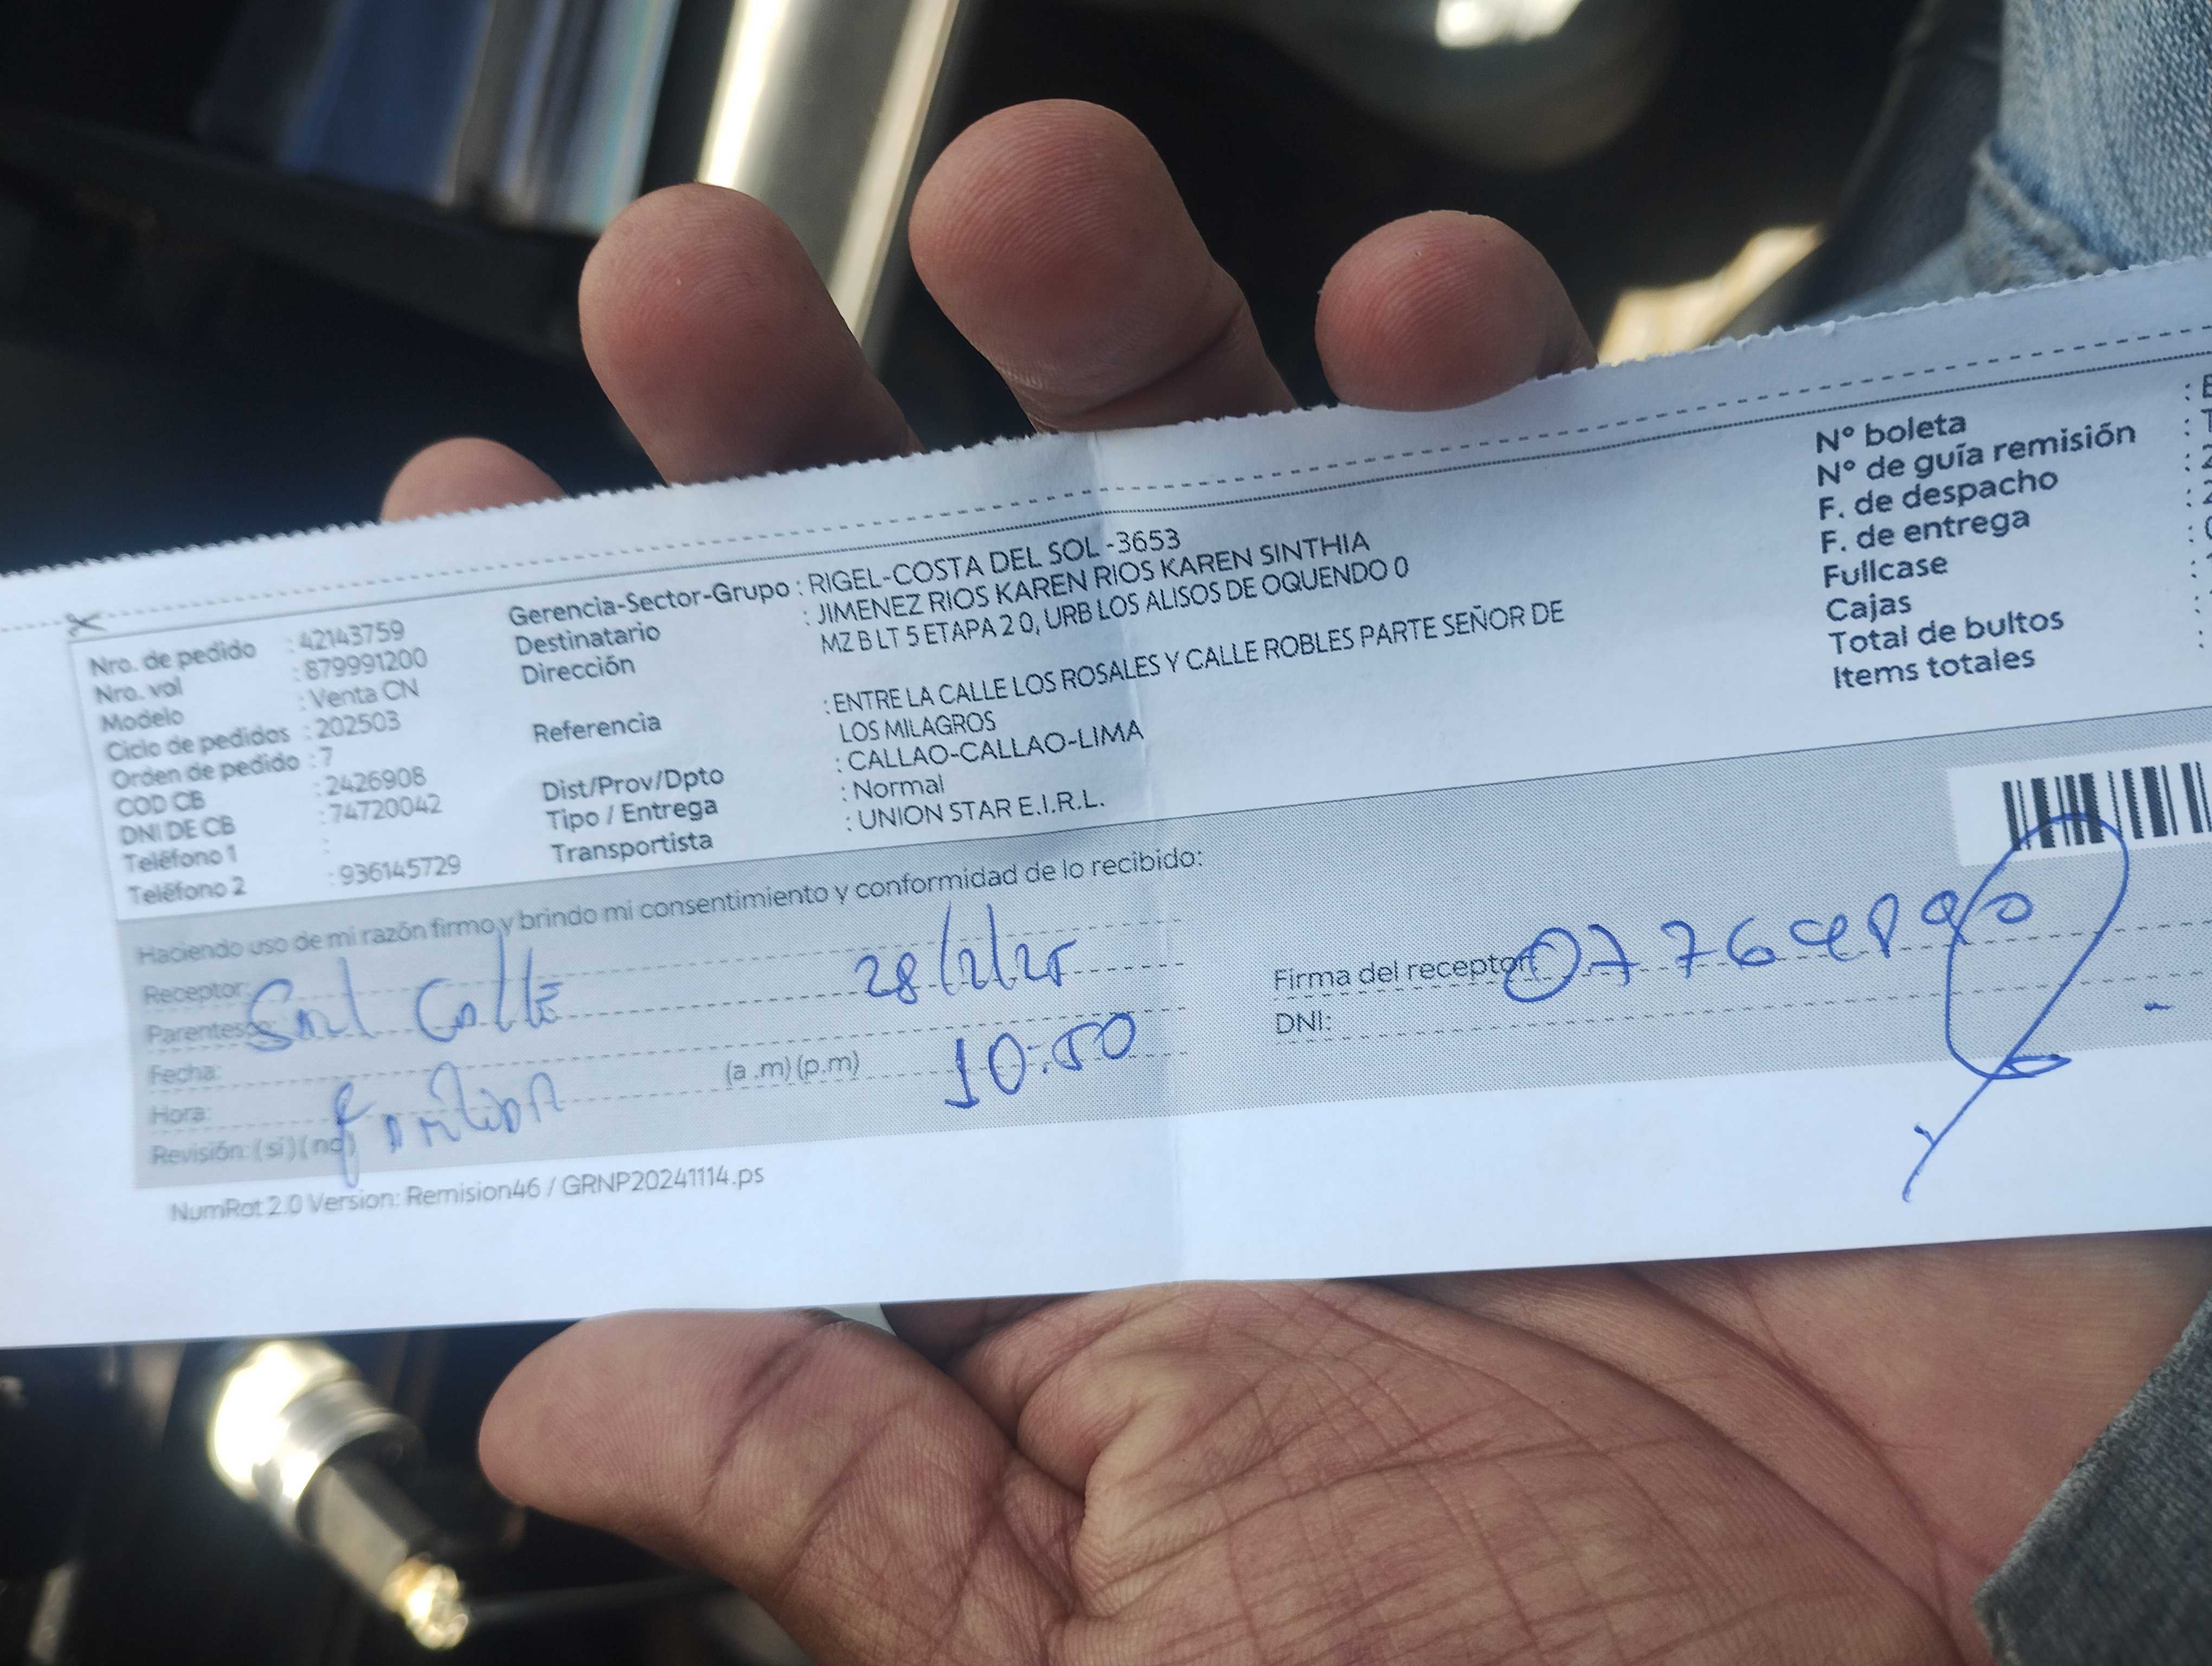 Nro. de pedido : 42143759
Nro. val : 879991200
Modelo : Venta CN
Ciclo de pedidos : 202503
Orden de pedido : 7
COD CB : 2426908
DNI DE CB : 74720042
Teléfono 1 :
Teléfono 2 : 936145729
Gerencia-Sector-Grupo : RIGEL-COSTA DEL SOL -3653
Destinatario : JIMENEZ RIOS KAREN RIOS KAREN SINTHIA
Dirección MZ B LT 5 ETAPA 2 0, URB LOS ALISOS DE OQUENDO 0
Referencia : ENTRE LA CALLE LOS ROSALES Y CALLE ROBLES PARTE SEÑOR DE
LOS MILAGROS
Dist/Prov/Dpto : CALLAO-CALLAO-LIMA
Tipo / Entrega : Normal
Transportista : UNION STAR E.I.R.L.
N° boleta :
N° de guía remisión :
F. de despacho :
F. de entrega :
Fullcase :
Cajas :
Total de bultos :
Items totales :
Haciendo uso de mi razón firmo y brindo mi consentimiento y conformidad de lo recibido:
Receptor:
Parentesco: 28/2/25
Fecha:
Hora: (a .m) (p.m) 10:50
Revisión: (si) (no)
Firma del receptor:
DNI:
NumRot 2.0 Version: Remision46 / GRNP20241114.ps